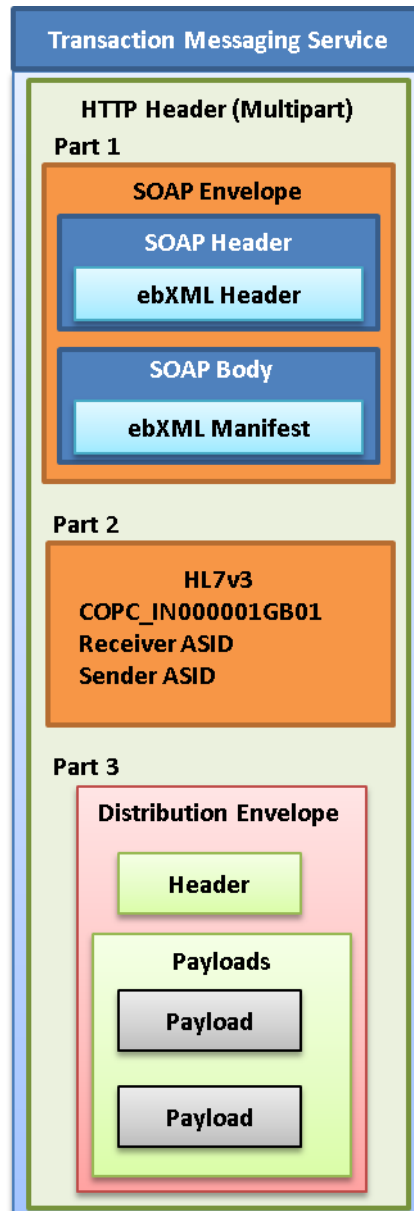 Transaction Messaging Service
HTTP Header (Multipart)
Part 1
SOAP Envelope
SOAP Header
ebXML Header
SOAP Body
ebXML Manifest
Part 2
HL7v3
COPC_IN000001GB01
Receiver ASID
Sender ASID
Part 3
Distribution Envelope
Header
Payloads
Payload
Payload